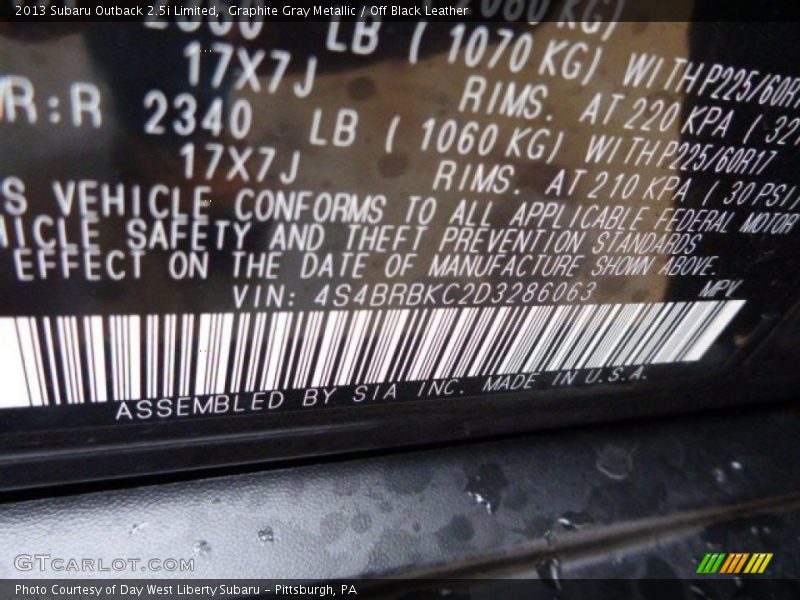 2013 Subaru Outback 2.5i Limited, Graphite Gray Metallic / Off Black Leather
LB ( 1070 KG) WITH P225/60R17
17X7J RIMS. AT 220 KPA ( 32
R:R 2340 LB ( 1060 KG) WITH P225/60R17
17X7J RIMS. AT 210 KPA ( 30 PSI)
S VEHICLE CONFORMS TO ALL APPLICABLE FEDERAL MOTOR
ICLE SAFETY AND THEFT PREVENTION STANDARDS
EFFECT ON THE DATE OF MANUFACTURE SHOWN ABOVE.
VIN: 4S4BRBKC2D3286063 MPV
ASSEMBLED BY SIA INC. MADE IN U.S.A.
GTCARLOT.COM
Photo Courtesy of Day West Liberty Subaru - Pittsburgh, PA